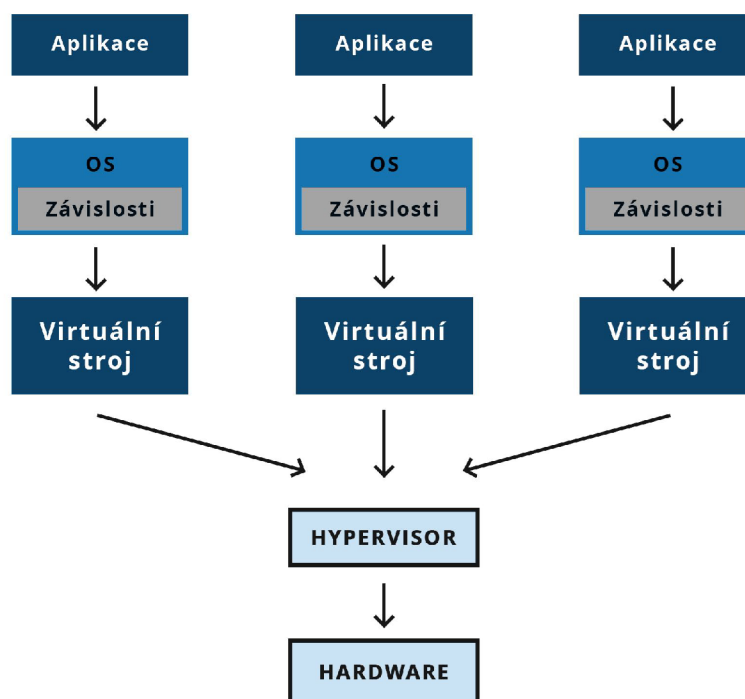 Aplikace
Aplikace
Aplikace
OS
OS
OS
Závislosti
Závislosti
Závislosti
Virtuální
stroj
Virtuální
stroj
Virtuální
stroj
HYPERVISOR
HARDWARE